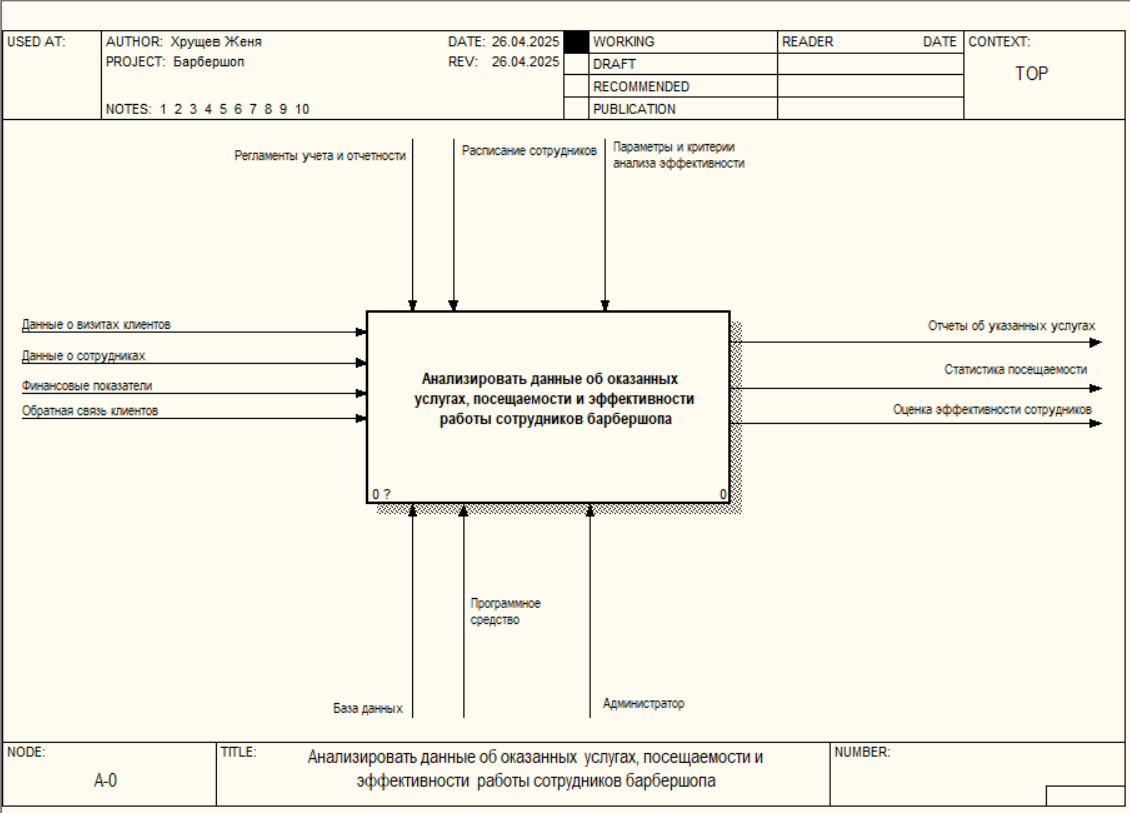 USED AT:
AUTHOR: Хрущев Женя
DATE: 26.04.2025
PROJECT: Барбершоп
REV: 26.04.2025
NOTES: 1 2 3 4 5 6 7 8 9 10
WORKING
DRAFT
RECOMMENDED
PUBLICATION
READER DATE
CONTEXT:
TOP
Регламенты учета и отчетности
Расписание сотрудников
Параметры и критерии
анализа эффективности
Данные о визитах клиентов
Данные о сотрудниках
Финансовые показатели
Обратная связь клиентов
Анализировать данные об оказанных
услугах, посещаемости и эффективности
работы сотрудников барбершопа
0 ?
0
Отчеты об указанных услугах
Статистика посещаемости
Оценка эффективности сотрудников
Программное
средство
База данных
Администратор
NODE:
A-0
TITLE:
Анализировать данные об оказанных услугах, посещаемости и
эффективности работы сотрудников барбершопа
NUMBER: